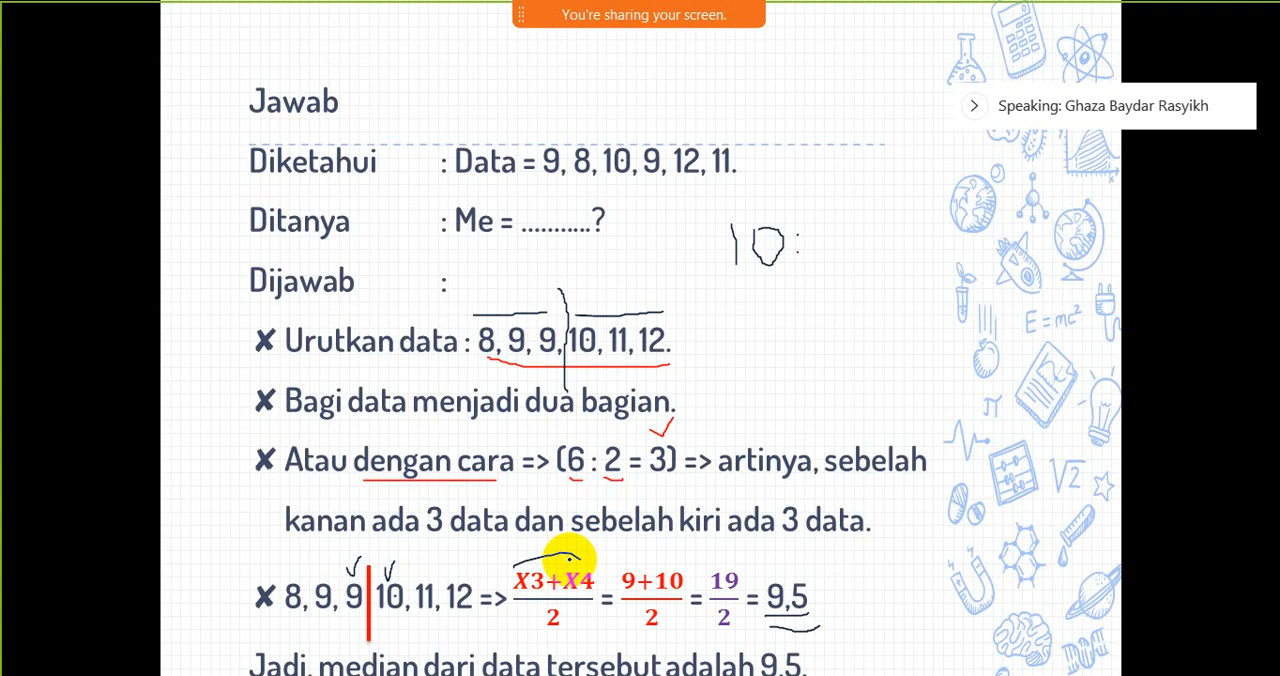 You're sharing your screen.
Speaking: Ghaza Baydar Rasyikh
Jawab
Diketahui : Data = 9, 8, 10, 9, 12, 11.
Ditanya : Me = ...........?
10 :
Dijawab :
✘ Urutkan data : 8, 9, 9, 10, 11, 12.
✘ Bagi data menjadi dua bagian.
✘ Atau dengan cara => (6 : 2 = 3) => artinya, sebelah
kanan ada 3 data dan sebelah kiri ada 3 data.
✘ 8, 9, 9 | 10, 11, 12 => X3+X4 / 2 = 9+10 / 2 = 19 / 2 = 9,5
Jadi, median dari data tersebut adalah 9,5.
E=mc²
π
√2